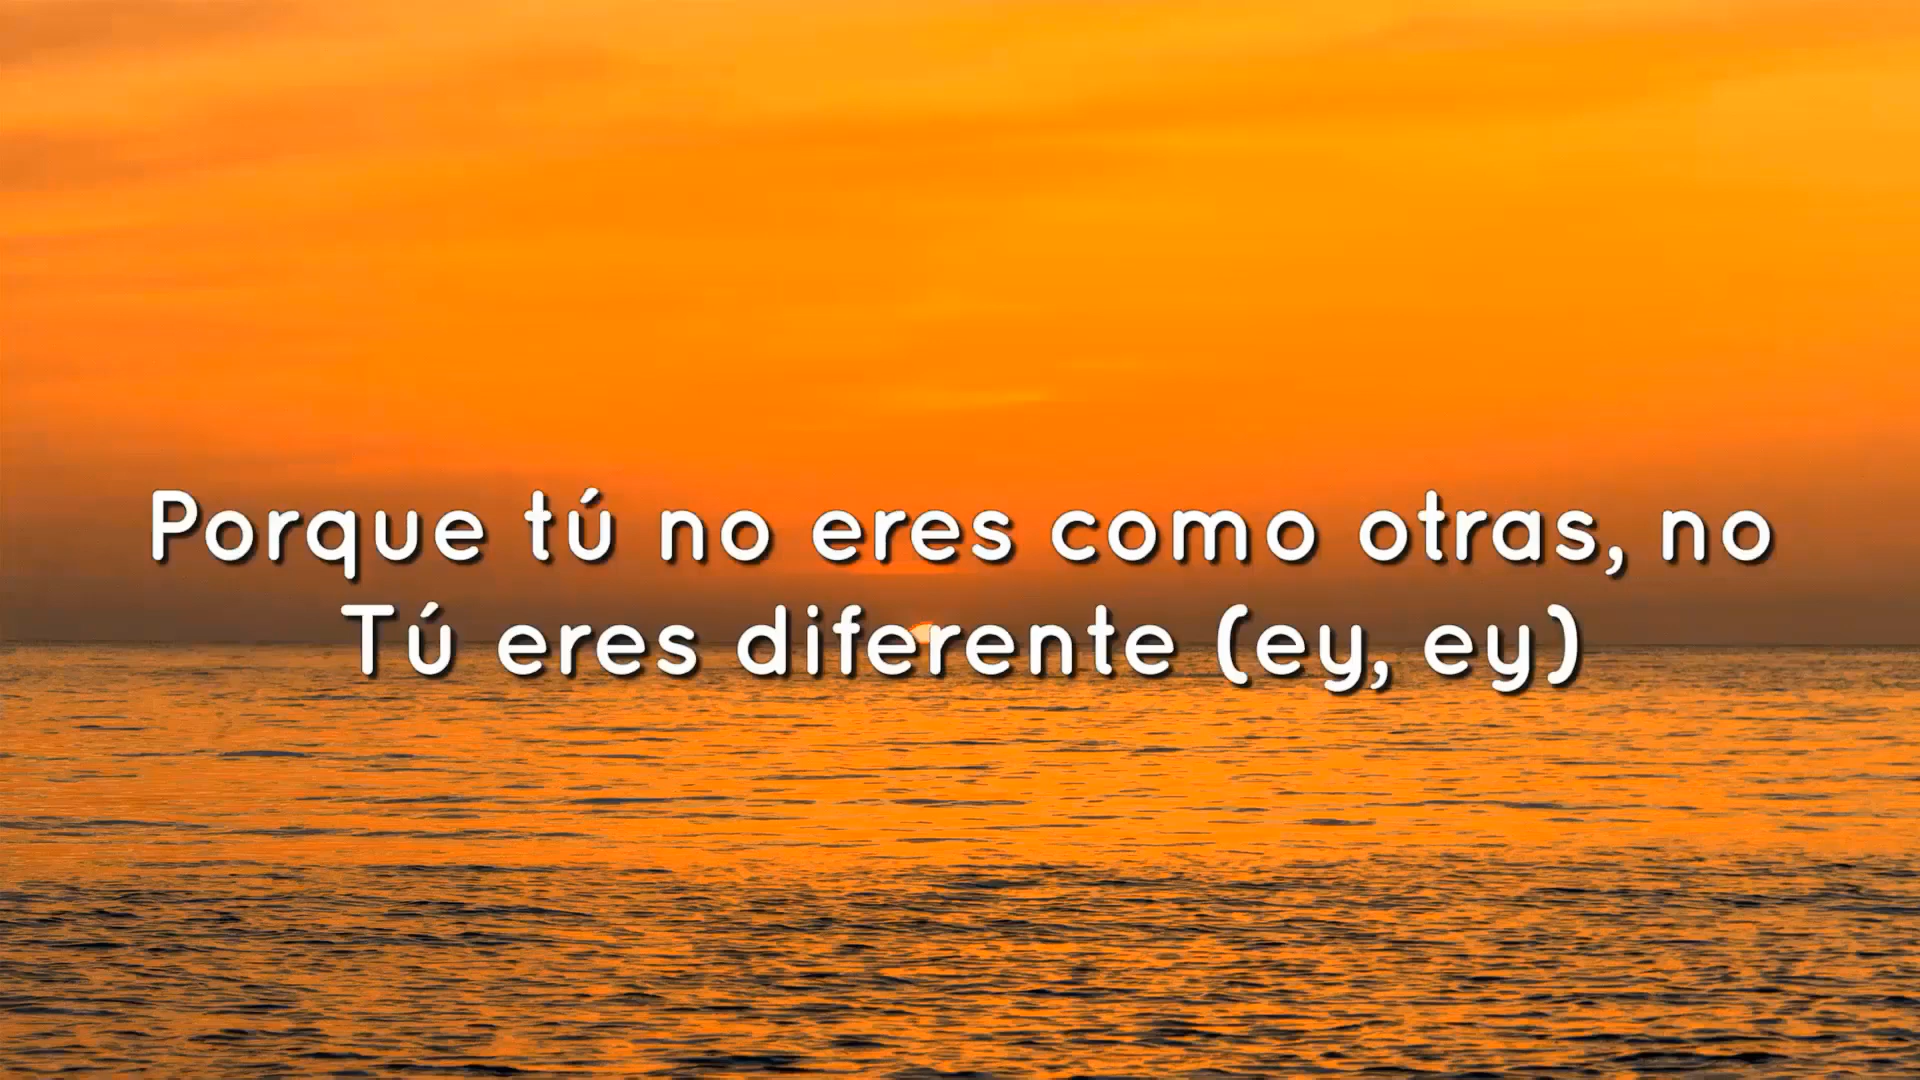 Porque tú no eres como otras, no
Tú eres diferente (ey, ey)